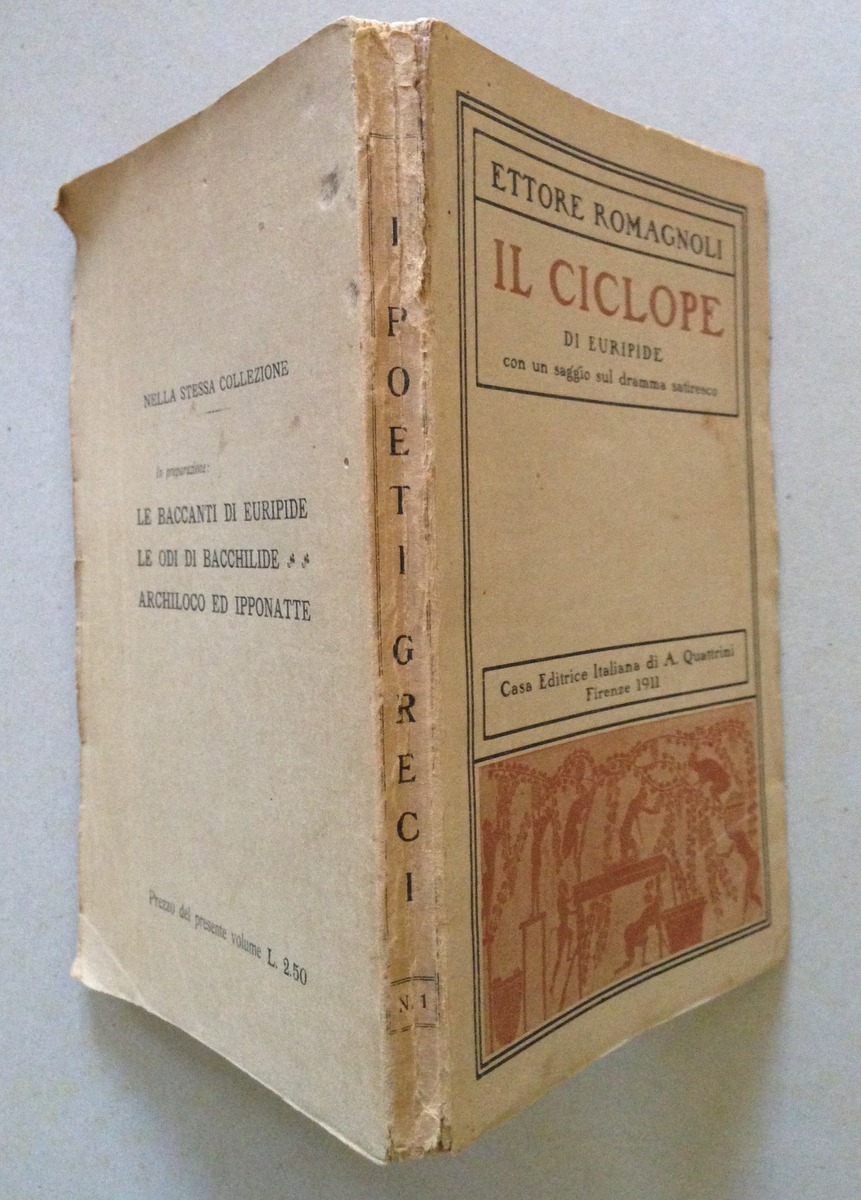 NELLA STESSA COLLEZIONE
In preparazione:
LE BACCANTI DI EURIPIDE
LE ODI DI BACCHILIDE
ARCHILOCO ED IPPONATTE
Prezzo del presente volume L. 2.50
I POETI GRECI
N. 1
ETTORE ROMAGNOLI
IL CICLOPE
DI EURIPIDE
con un saggio sul dramma satiresco
Casa Editrice Italiana di A. Quattrini
Firenze 1911